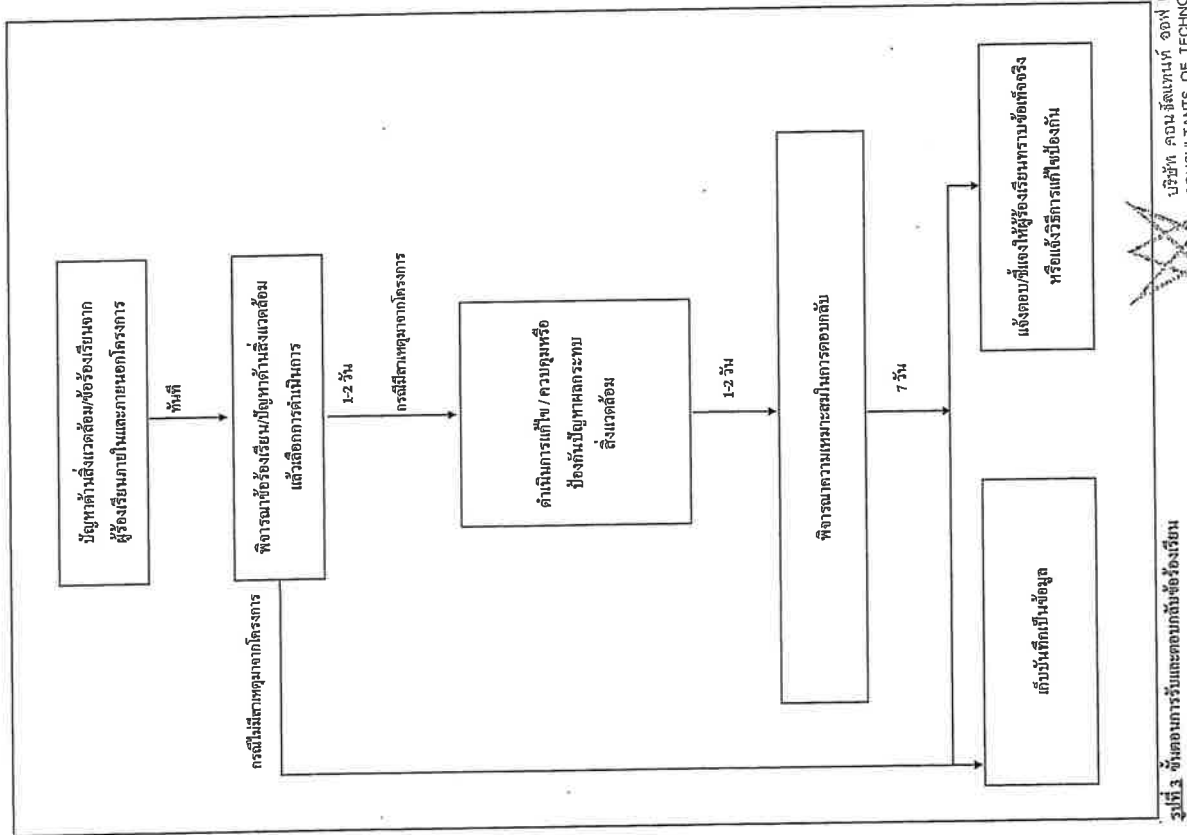 ปัญหาด้านสิ่งแวดล้อม/ข้อร้องเรียนจาก
ผู้ร้องเรียนภายในและภายนอกโครงการ
ทันที
พิจารณาข้อร้องเรียน/ปัญหาด้านสิ่งแวดล้อม
แล้วเลือกการดำเนินการ
กรณีไม่มีสาเหตุมาจากโครงการ
1-2 วัน
กรณีมีสาเหตุมาจากโครงการ
ดำเนินการแก้ไข / ควบคุมหรือ
ป้องกันปัญหาผลกระทบ
สิ่งแวดล้อม
1-2 วัน
พิจารณาความเหมาะสมในการตอบกลับ
7 วัน
เก็บบันทึกเป็นข้อมูล
แจ้งตอบ/ชี้แจงให้ผู้ร้องเรียนทราบข้อเท็จจริง
หรือแจ้งวิธีการแก้ไขป้องกัน
รูปที่ 3 ขั้นตอนการรับและตอบกลับข้อร้องเรียน
บริษัท คอนซัลแทนท์ ออฟ
CONSULTANTS OF TECHNO